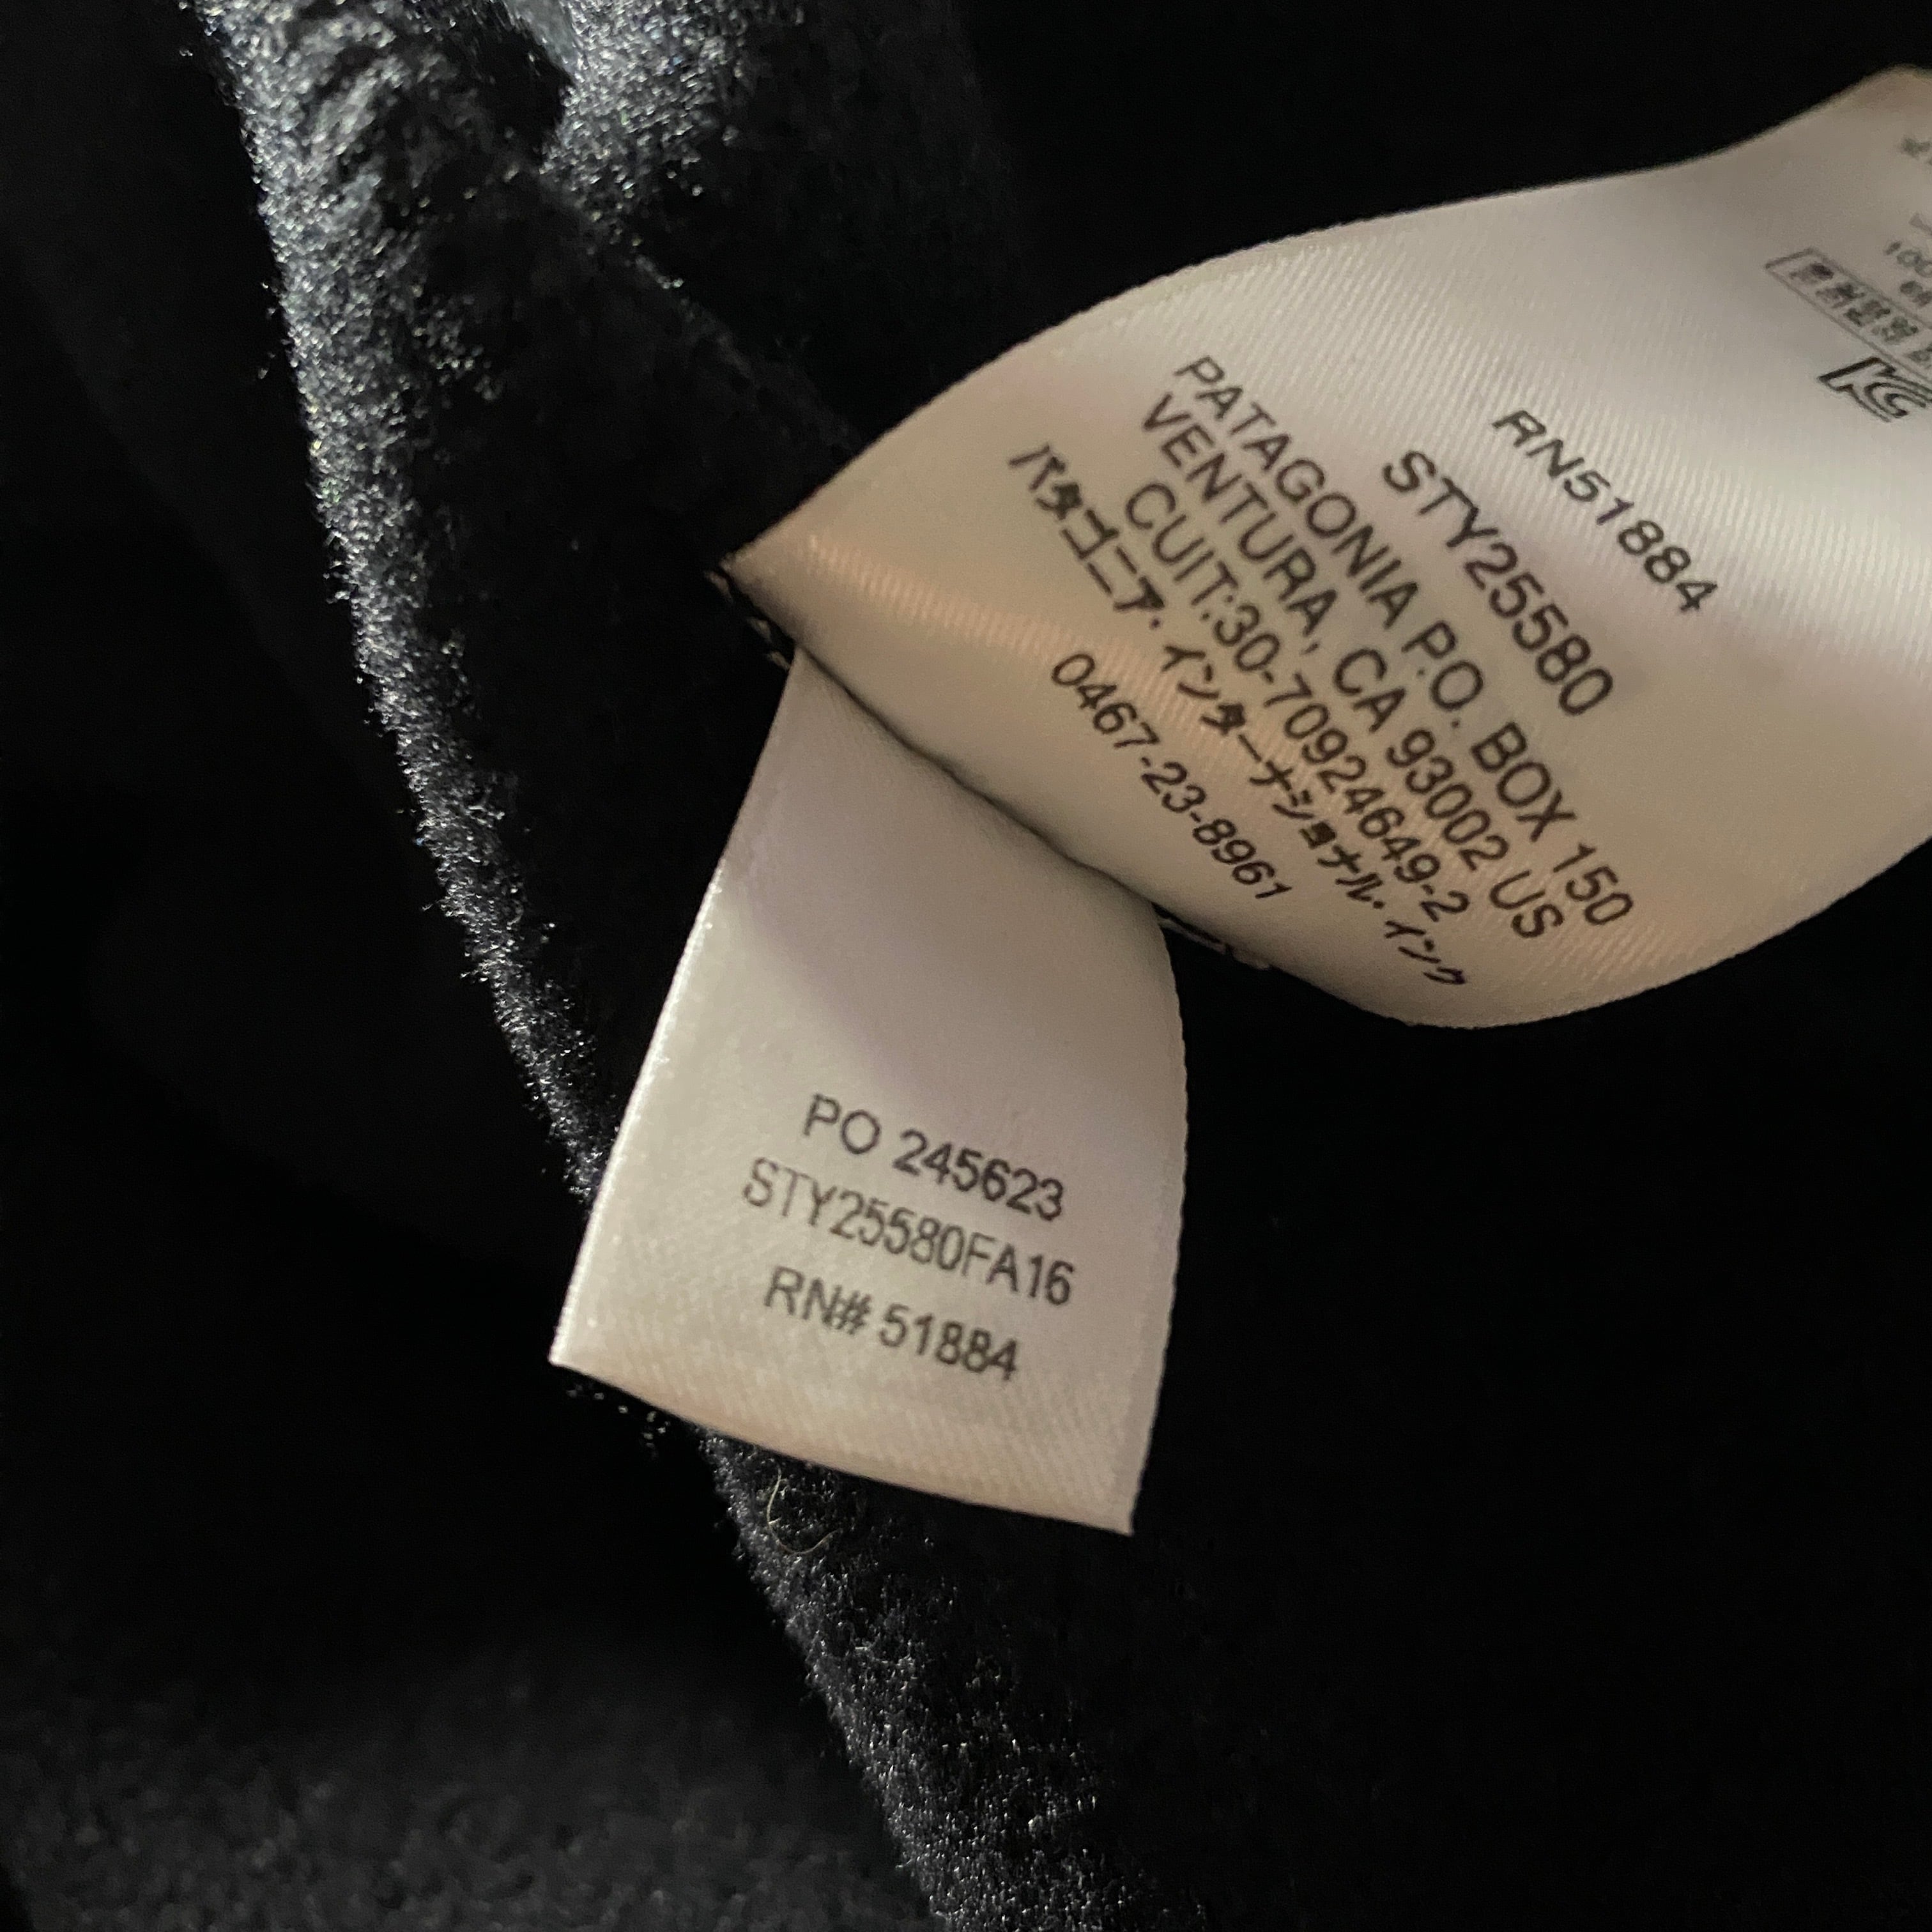 RN51884
STY25580
PATAGONIA P.O. BOX 150
VENTURA, CA 93002 US
CUIT:30-70924649-2
パタゴニア・インターナショナル・インク
0467-23-8961
PO 245623
STY25580FA16
RN# 51884